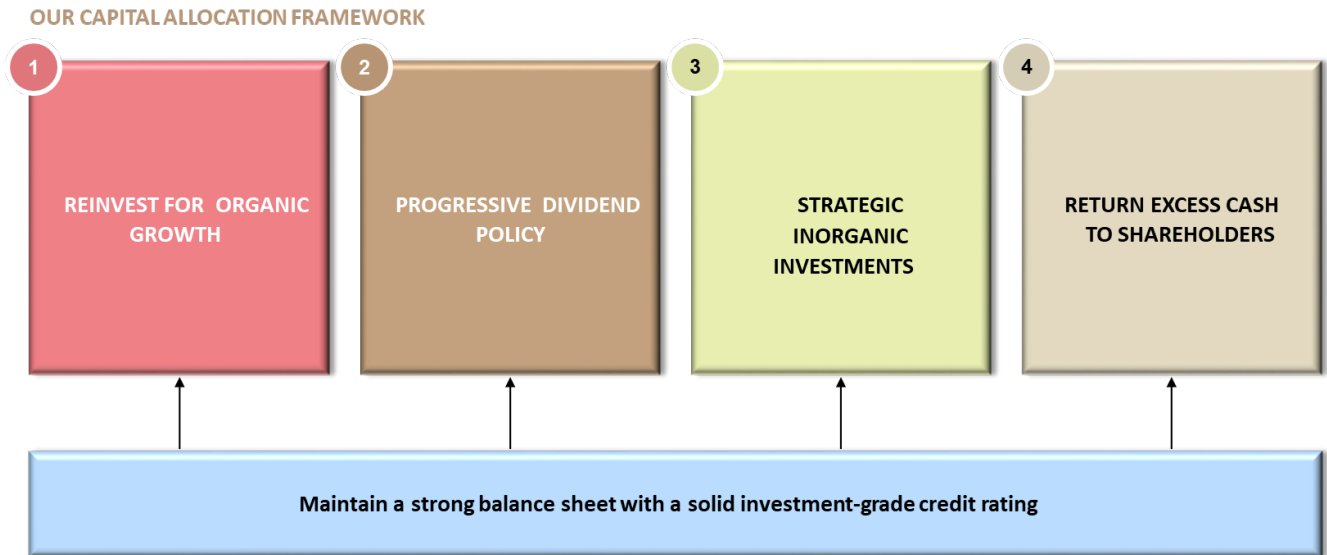 OUR CAPITAL ALLOCATION FRAMEWORK
1
REINVEST FOR ORGANIC
GROWTH
2
PROGRESSIVE DIVIDEND
POLICY
3
STRATEGIC
INORGANIC
INVESTMENTS
4
RETURN EXCESS CASH
TO SHAREHOLDERS
Maintain a strong balance sheet with a solid investment-grade credit rating